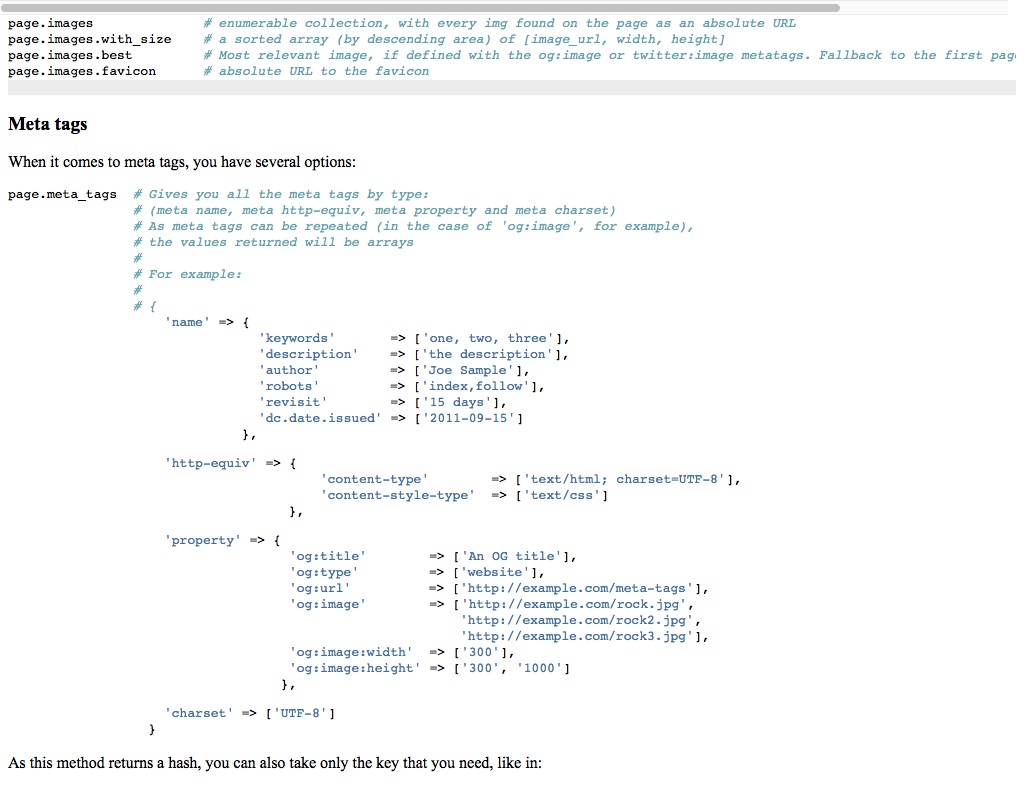 page.images # enumerable collection, with every img found on the page as an absolute URL
page.images.with_size # a sorted array (by descending area) of [image_url, width, height]
page.images.best # Most relevant image, if defined with the og:image or twitter:image metatags. Fallback to the first pag
page.images.favicon # absolute URL to the favicon
Meta tags
When it comes to meta tags, you have several options:
page.meta_tags # Gives you all the meta tags by type:
# (meta name, meta http-equiv, meta property and meta charset)
# As meta tags can be repeated (in the case of 'og:image', for example),
# the values returned will be arrays
#
# For example:
#
# {
'name' => {
'keywords' => ['one, two, three'],
'description' => ['the description'],
'author' => ['Joe Sample'],
'robots' => ['index,follow'],
'revisit' => ['15 days'],
'dc.date.issued' => ['2011-09-15']
},
'http-equiv' => {
'content-type' => ['text/html; charset=UTF-8'],
'content-style-type' => ['text/css']
},
'property' => {
'og:title' => ['An OG title'],
'og:type' => ['website'],
'og:url' => ['http://example.com/meta-tags'],
'og:image' => ['http://example.com/rock.jpg',
'http://example.com/rock2.jpg',
'http://example.com/rock3.jpg'],
'og:image:width' => ['300'],
'og:image:height' => ['300', '1000']
},
'charset' => ['UTF-8']
}
As this method returns a hash, you can also take only the key that you need, like in: